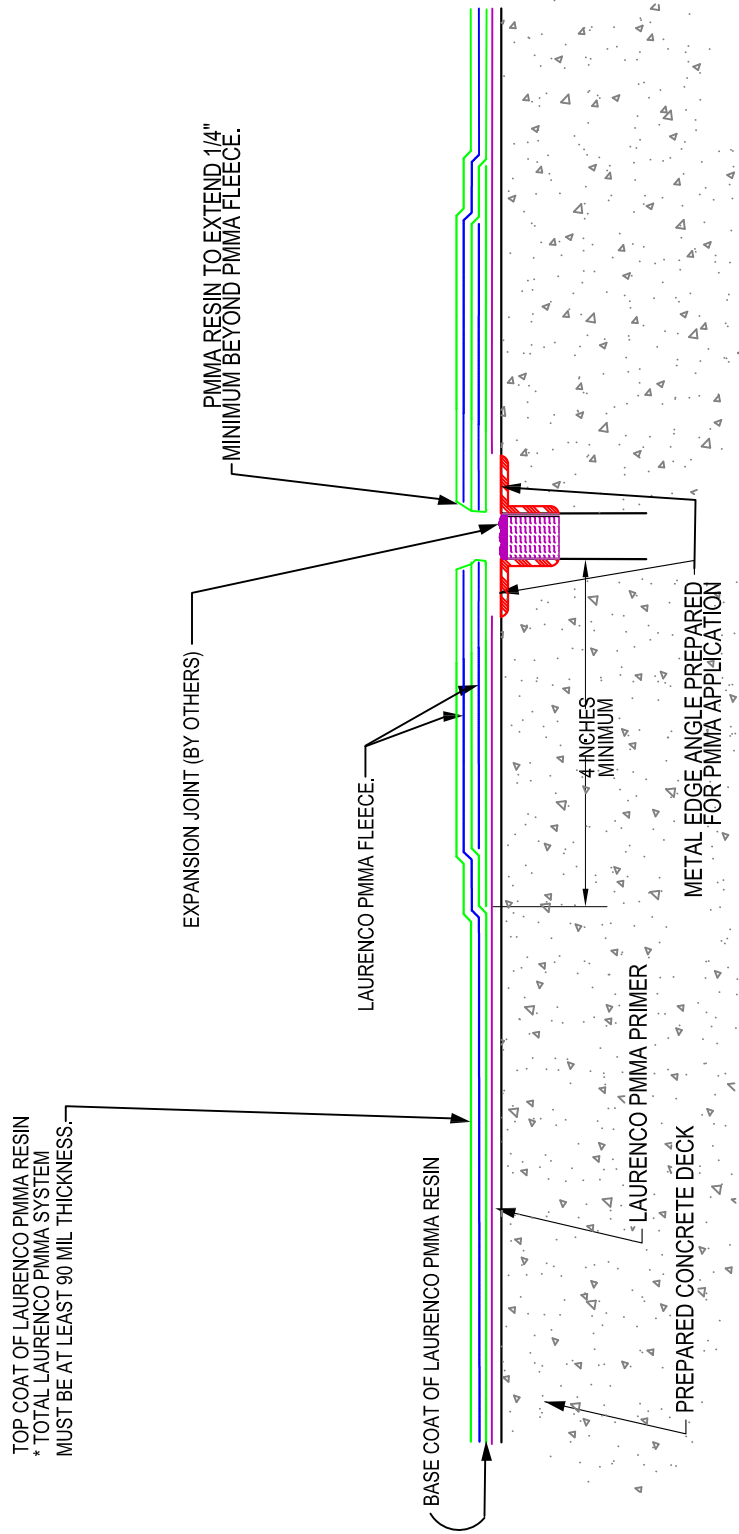 TOP COAT OF LAURENCO PMMA RESIN
* TOTAL LAURENCO PMMA SYSTEM
MUST BE AT LEAST 90 MIL THICKNESS.
BASE COAT OF LAURENCO PMMA RESIN
LAURENCO PMMA FLEECE.
EXPANSION JOINT (BY OTHERS)
PMMA RESIN TO EXTEND 1/4"
MINIMUM BEYOND PMMA FLEECE.
PREPARED CONCRETE DECK
LAURENCO PMMA PRIMER
4 INCHES
MINIMUM
METAL EDGE ANGLE PREPARED
FOR PMMA APPLICATION